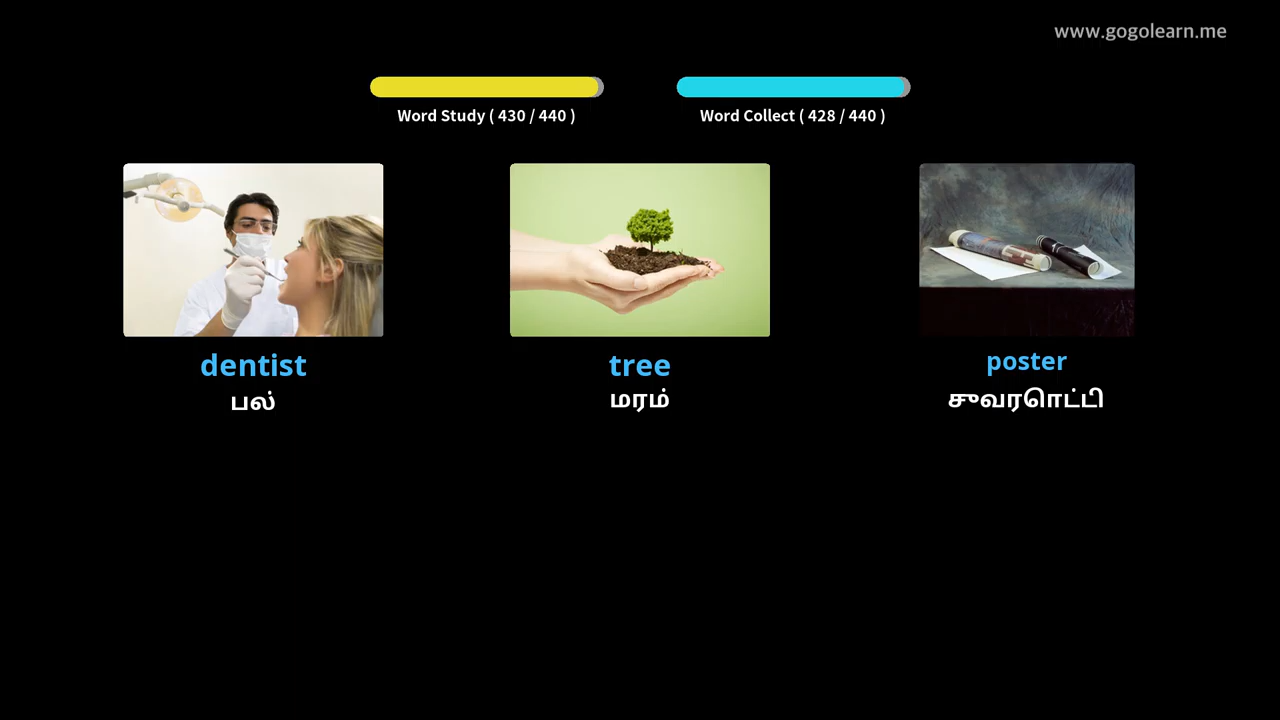 www.gogolearn.me
Word Study ( 430 / 440 )
Word Collect ( 428 / 440 )
dentist
tree
poster
பல்
மரம்
சுவரொட்டி